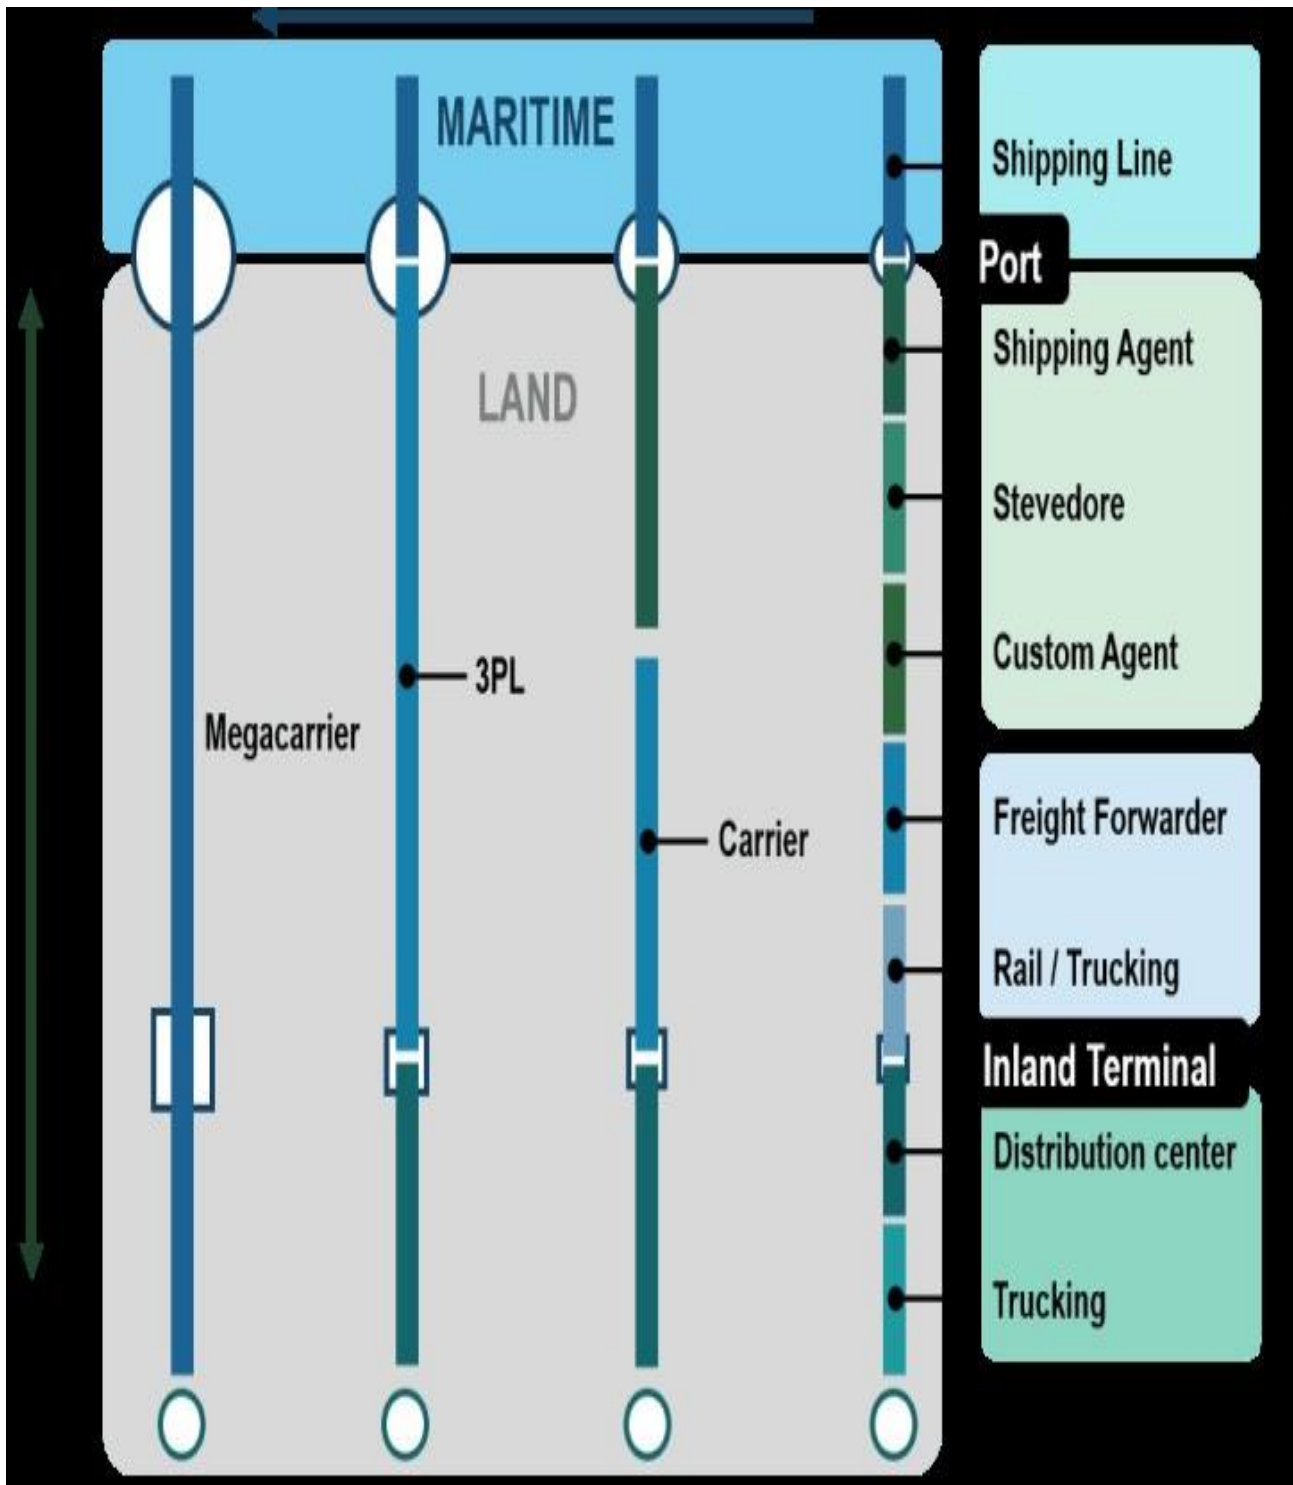 MARITIME
Shipping Line
Port
Shipping Agent
LAND
Stevedore
Custom Agent
3PL
Megacarrier
Freight Forwarder
Carrier
Rail / Trucking
Inland Terminal
Distribution center
Trucking